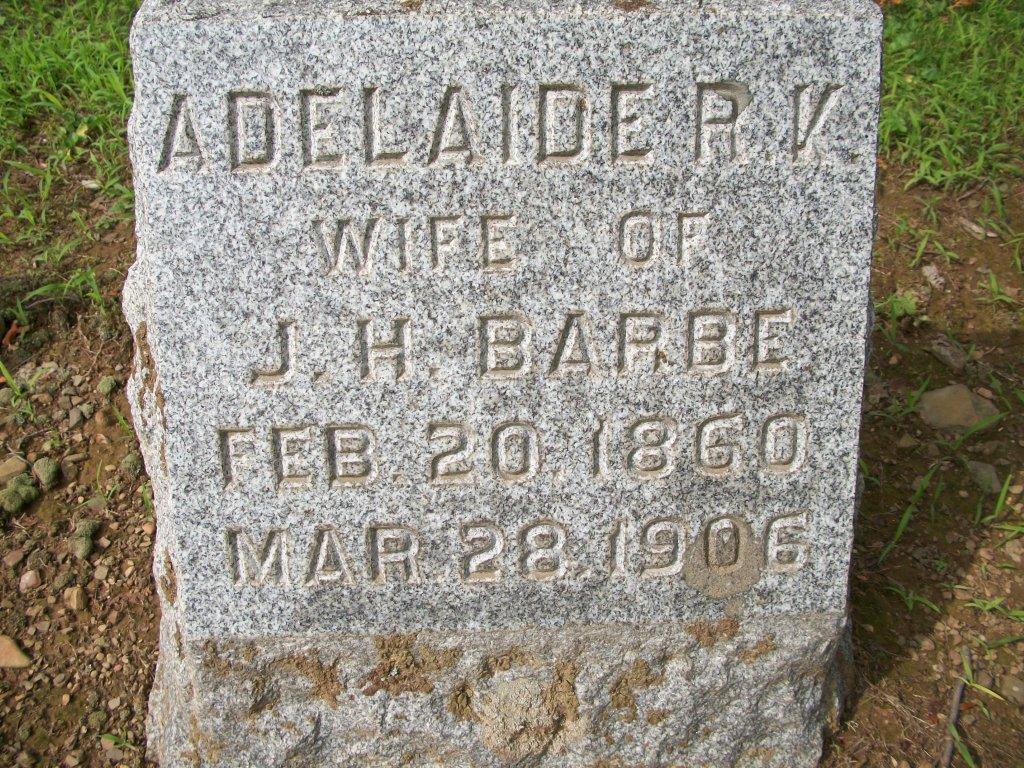 ADELAIDE R.K.
WIFE OF
J. H. BARBE
FEB. 20. 1860
MAR. 28. 1906